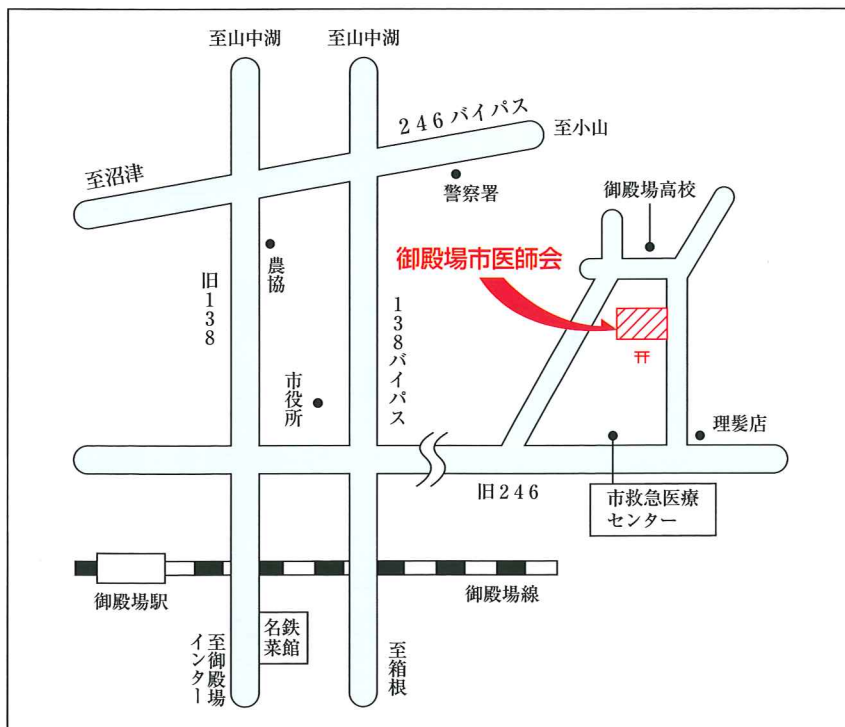 至山中湖
至山中湖
246バイパス
至小山
至沼津
警察署
御殿場高校
農協
御殿場市医師会
旧138
138バイパス
市役所
理髪店
旧246
市救急医療
センター
御殿場駅
御殿場線
名鉄
菜館
至御殿場
インター
至箱根